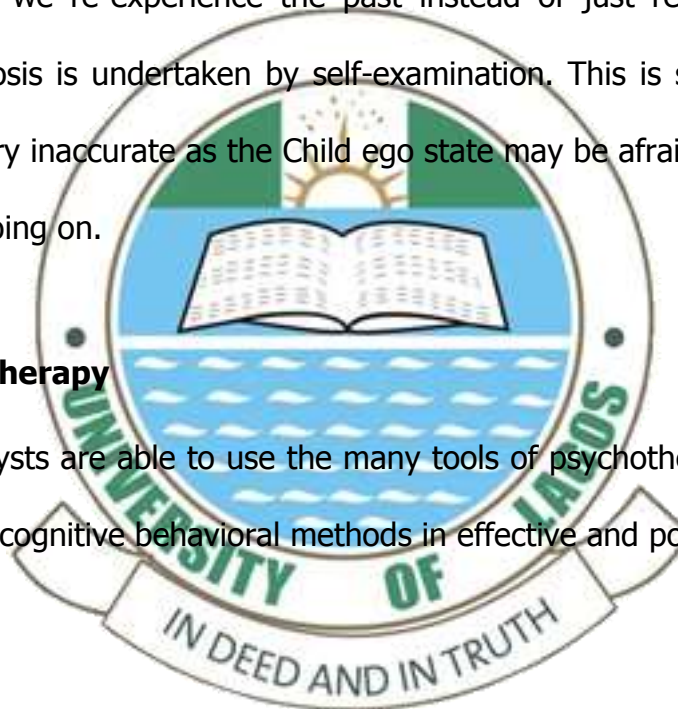 we re-experience the past instead of just re
osis is undertaken by self-examination. This is s
ry inaccurate as the Child ego state may be afrai
oing on.
herapy
ysts are able to use the many tools of psychothe
cognitive behavioral methods in effective and po
UNIVERSITY OF LAGOS
IN DEED AND IN TRUTH